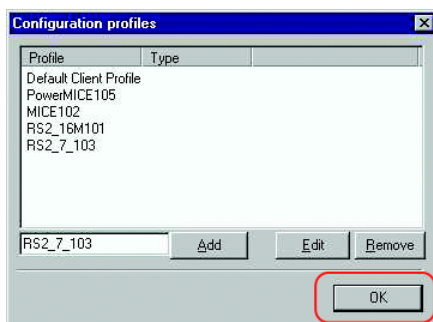 Configuration profiles
Profile Type
Default Client Profile
PowerMICE105
MICE102
RS2_16M101
RS2_7_103
RS2_7_103 Add Edit Remove
OK